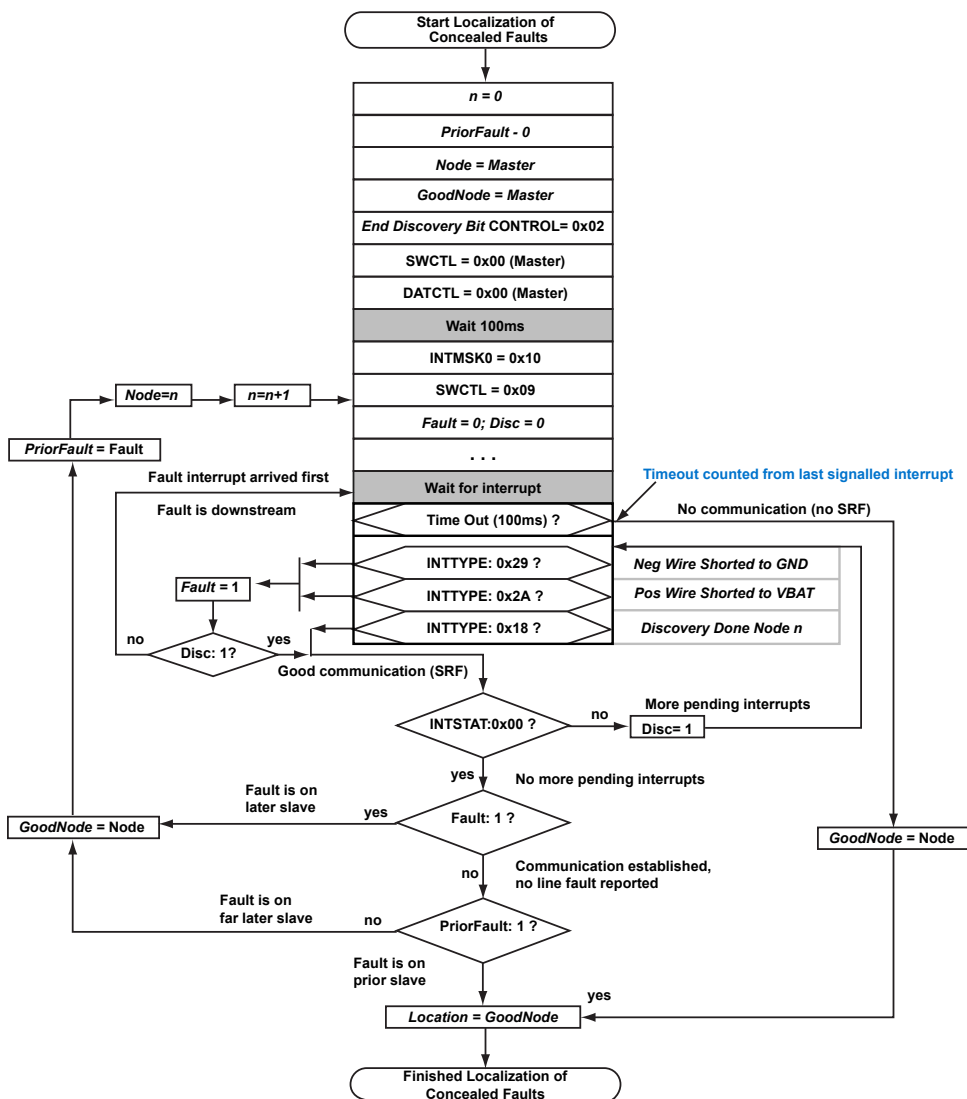 Start Localization of
Concealed Faults
n = 0
PriorFault - 0
Node = Master
GoodNode = Master
End Discovery Bit CONTROL= 0x02
SWCTL = 0x00 (Master)
DATCTL = 0x00 (Master)
Wait 100ms
INTMSK0 = 0x10
Node=n
n=n+1
SWCTL = 0x09
Fault = 0; Disc = 0
PriorFault = Fault
. . .
Fault interrupt arrived first
Wait for interrupt
Timeout counted from last signalled interrupt
Fault is downstream
Time Out (100ms) ?
No communication (no SRF)
INTTYPE: 0x29 ?
Neg Wire Shorted to GND
Fault = 1
INTTYPE: 0x2A ?
Pos Wire Shorted to VBAT
INTTYPE: 0x18 ?
Discovery Done Node n
no
Disc: 1?
yes
Good communication (SRF)
INTSTAT:0x00 ?
no
More pending interrupts
Disc= 1
yes
No more pending interrupts
Fault is on
later slave
GoodNode = Node
yes
Fault: 1 ?
GoodNode = Node
no
Communication established,
no line fault reported
Fault is on
far later slave
no
PriorFault: 1 ?
Fault is on
prior slave
yes
Location = GoodNode
Finished Localization of
Concealed Faults